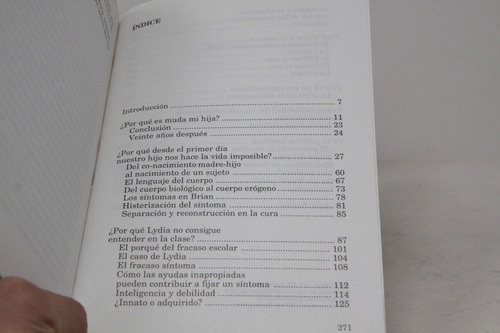 ÍNDICE
Introducción 7
¿Por qué es muda mi hija? 11
Conclusión 23
Veinte años después 24
¿Por qué desde el primer día
nuestro hijo nos hace la vida imposible? 27
Del co-nacimiento madre-hijo
al nacimiento de un sujeto 60
El lenguaje del cuerpo 67
Del cuerpo biológico al cuerpo erógeno 73
Los síntomas en Brian 78
Histerización del síntoma 81
Separación y reconstrucción en la cura 85
¿Por qué Lydia no consigue
entender en la clase? 87
El porqué del fracaso escolar 101
El caso de Lydia 104
El fracaso síntoma 108
Cómo las ayudas inapropiadas
pueden contribuir a fijar un síntoma 112
Inteligencia y debilidad 114
¿Innato o adquirido? 125
271